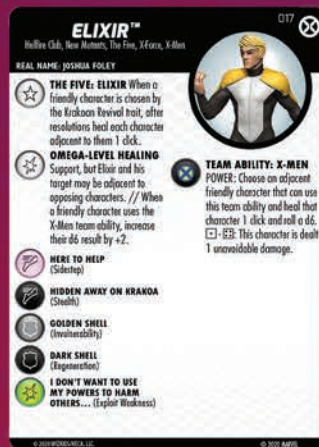 ELIXIR™
017
Hellfire Club, New Mutants, The Five, X-Force, X-Men
REAL NAME: JOSHUA FOLEY
THE FIVE: ELIXIR When a
friendly character is chosen by
the Krakoan Revival trait, after
resolutions heal each character
adjacent to them 1 click.
OMEGA-LEVEL HEALING
Support, but Elixir and his
target may be adjacent to
opposing characters. // When
a friendly character uses the
X-Men team ability, increase
their d6 result by +2.
HERE TO HELP
(Sidestep)
HIDDEN AWAY ON KRAKOA
(Stealth)
GOLDEN SHELL
(Invulnerability)
DARK SHELL
(Regeneration)
I DON'T WANT TO USE
MY POWERS TO HARM
OTHERS... (Exploit Weakness)
TEAM ABILITY: X-MEN
POWER: Choose an adjacent
friendly character that can use
this team ability and heal that
character 1 click and roll a d6.
⚀-⚃: This character is dealt
1 unavoidable damage.
© 2020 WIZKIDS/NECA, LLC.
© 2020 MARVEL